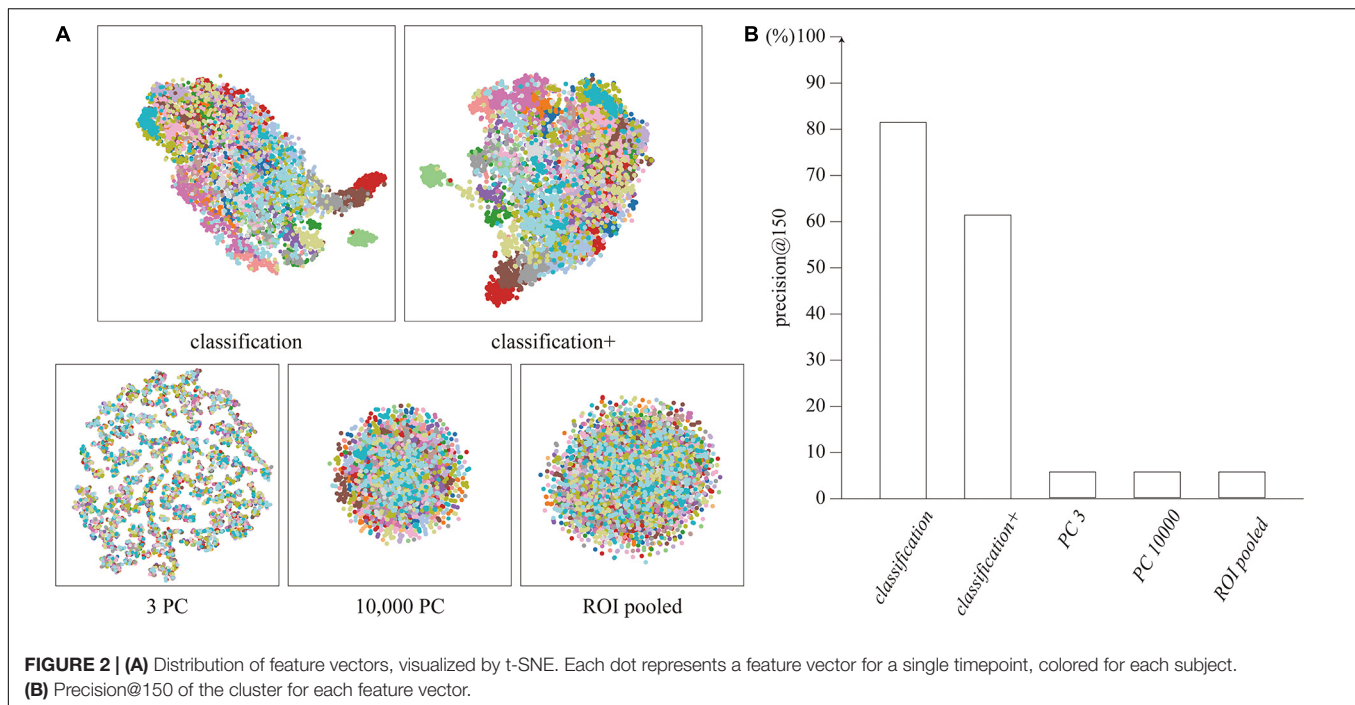 A
classification
classification+
3 PC
10,000 PC
ROI pooled
B
(%)
100
90
80
70
60
50
40
30
20
10
0
precision@150
classification
classification+
PC 3
PC 10000
ROI pooled
FIGURE 2 | (A) Distribution of feature vectors, visualized by t-SNE. Each dot represents a feature vector for a single timepoint, colored for each subject.
(B) Precision@150 of the cluster for each feature vector.